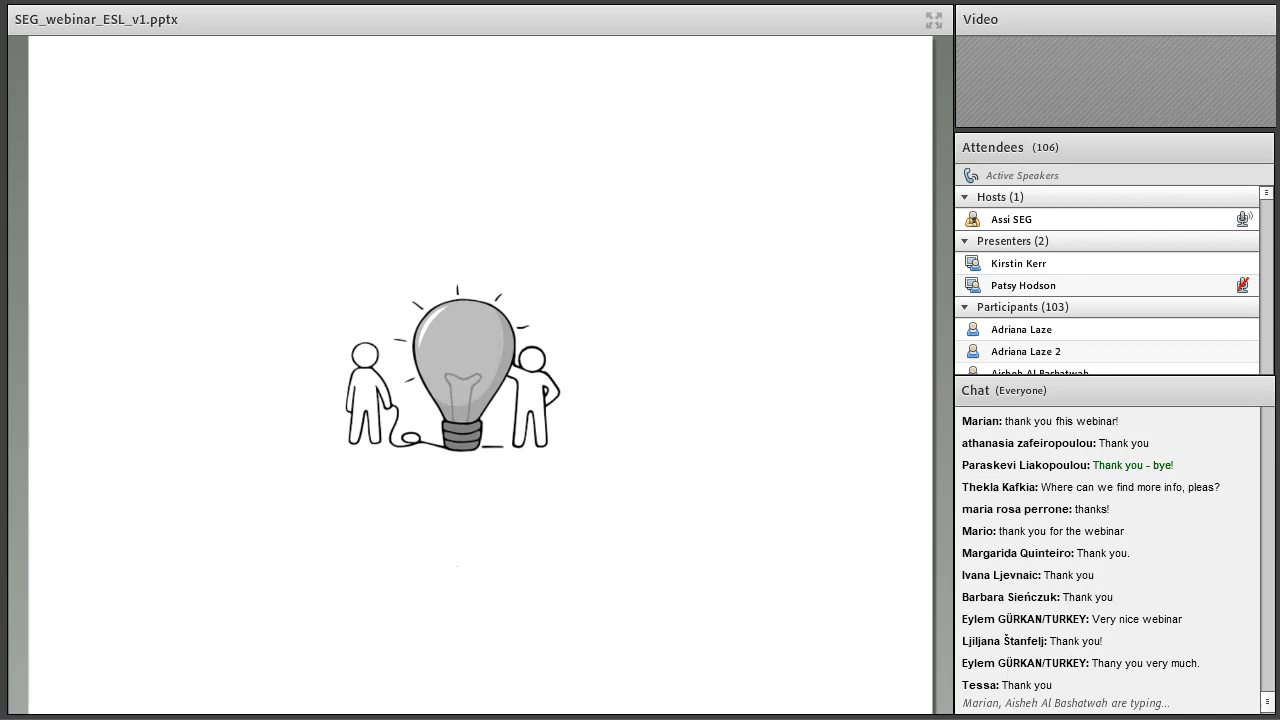 SEG_webinar_ESL_v1.pptx
Video
Attendees (106)
Active Speakers
Hosts (1)
Assi SEG
Presenters (2)
Kirstin Kerr
Patsy Hodson
Participants (103)
Adriana Laze
Adriana Laze 2
Aisheh Al Bashatwah
Chat (Everyone)
Marian: thank you fhis webinar!
athanasia zafeiropoulou: Thank you
Paraskevi Liakopoulou: Thank you - bye!
Thekla Kafkia: Where can we find more info, pleas?
maria rosa perrone: thanks!
Mario: thank you for the webinar
Margarida Quinteiro: Thank you.
Ivana Ljevnaic: Thank you
Barbara Sieńczuk: Thank you
Eylem GÜRKAN/TURKEY: Very nice webinar
Ljiljana Štanfelj: Thank you!
Eylem GÜRKAN/TURKEY: Thany you very much.
Tessa: Thank you
Marian, Aisheh Al Bashatwah are typing...